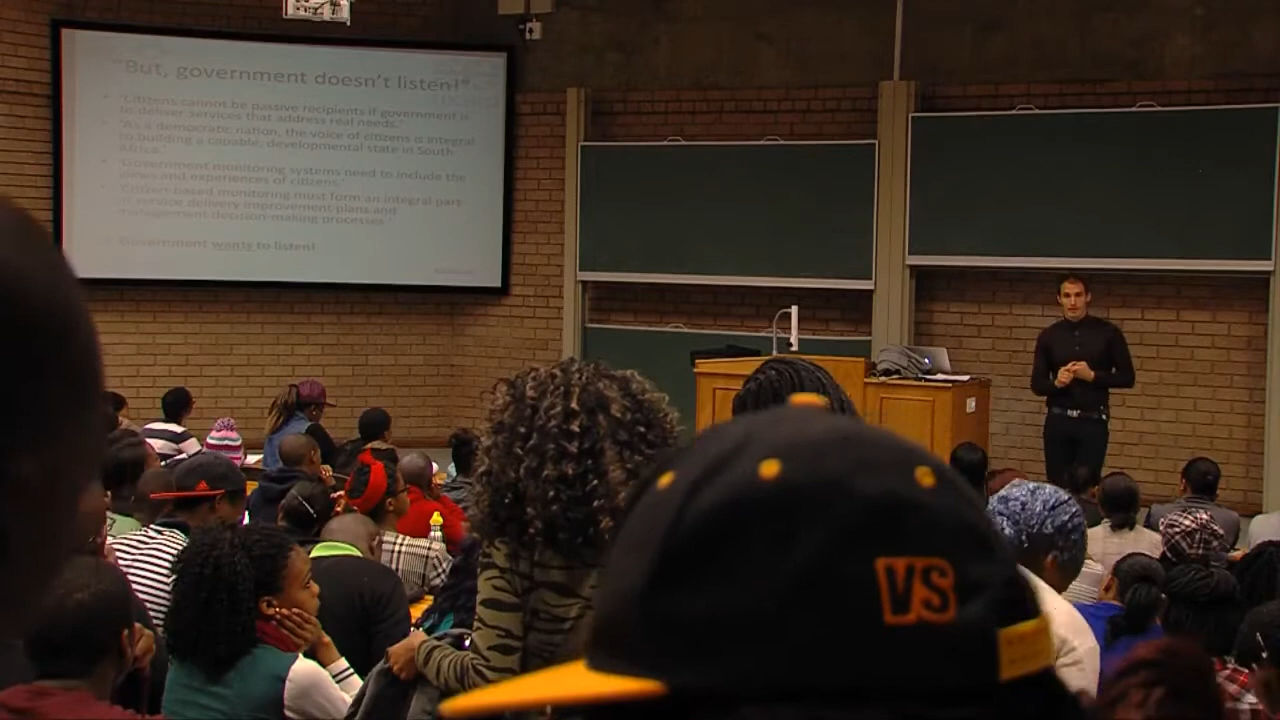 "But, government doesn't listen!"
"Citizens cannot be passive recipients if government is
to deliver services that address real needs."
"As a democratic nation, the voice of citizens is integral
to building a capable, developmental state in South
Africa."
"Government monitoring systems need to include the
views and experiences of citizens."
"Citizen based monitoring must form an integral part
of service delivery improvement plans and
management decision-making processes."
Government wants to listen!
VS